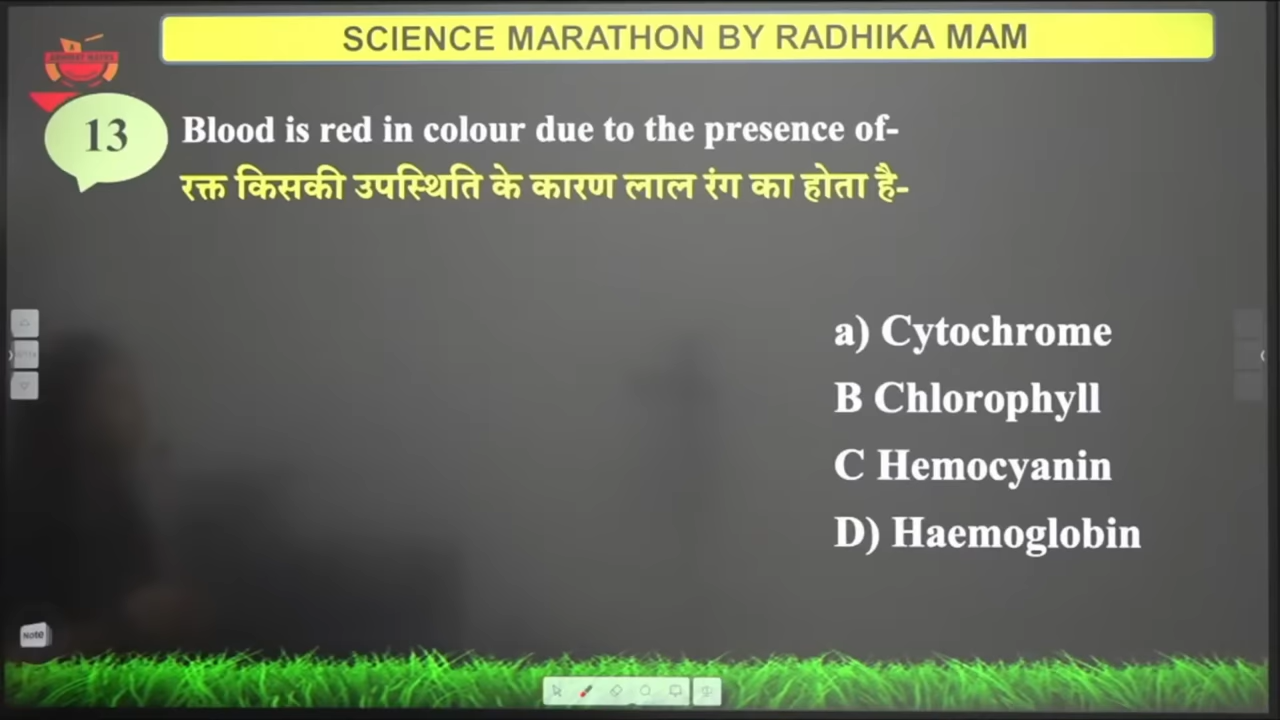 SCIENCE MARATHON BY RADHIKA MAM
13
Blood is red in colour due to the presence of-
रक्त किसकी उपस्थिति के कारण लाल रंग का होता है-
a) Cytochrome
B Chlorophyll
C Hemocyanin
D) Haemoglobin
Note